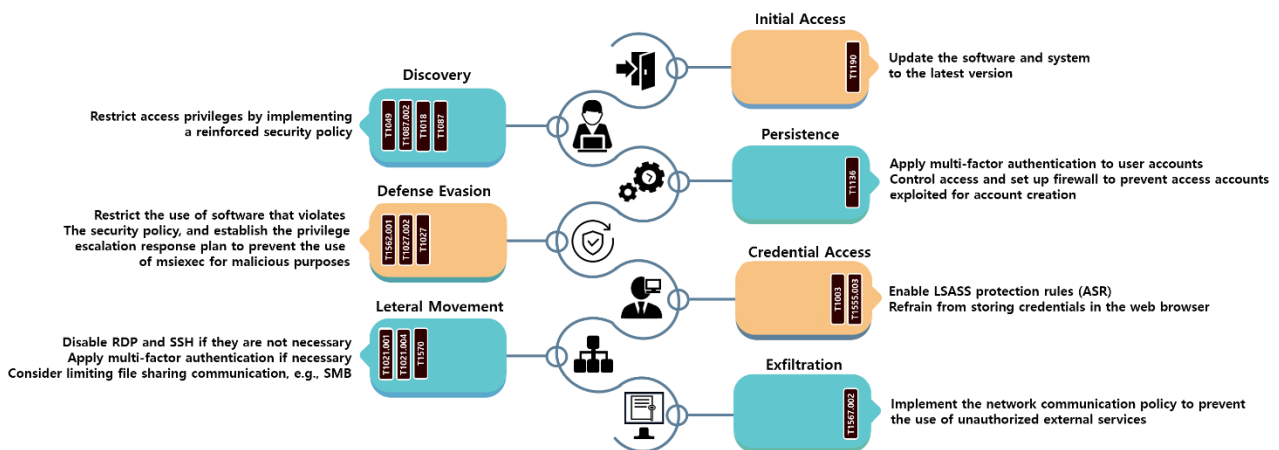 Initial Access
T1190
Update the software and system
to the latest version
Discovery
T1049
T1087.002
T1018
T1087
Restrict access privileges by implementing
a reinforced security policy
Persistence
T1136
Apply multi-factor authentication to user accounts
Control access and set up firewall to prevent access accounts
exploited for account creation
Defense Evasion
T1562.001
T1027.002
T1027
Restrict the use of software that violates
The security policy, and establish the privilege
escalation response plan to prevent the use
of msiexec for malicious purposes
Credential Access
T1003
T1555.003
Enable LSASS protection rules (ASR)
Refrain from storing credentials in the web browser
Leteral Movement
T1021.001
T1021.004
T1570
Disable RDP and SSH if they are not necessary
Apply multi-factor authentication if necessary
Consider limiting file sharing communication, e.g., SMB
Exfiltration
T1567.002
Implement the network communication policy to prevent
the use of unauthorized external services